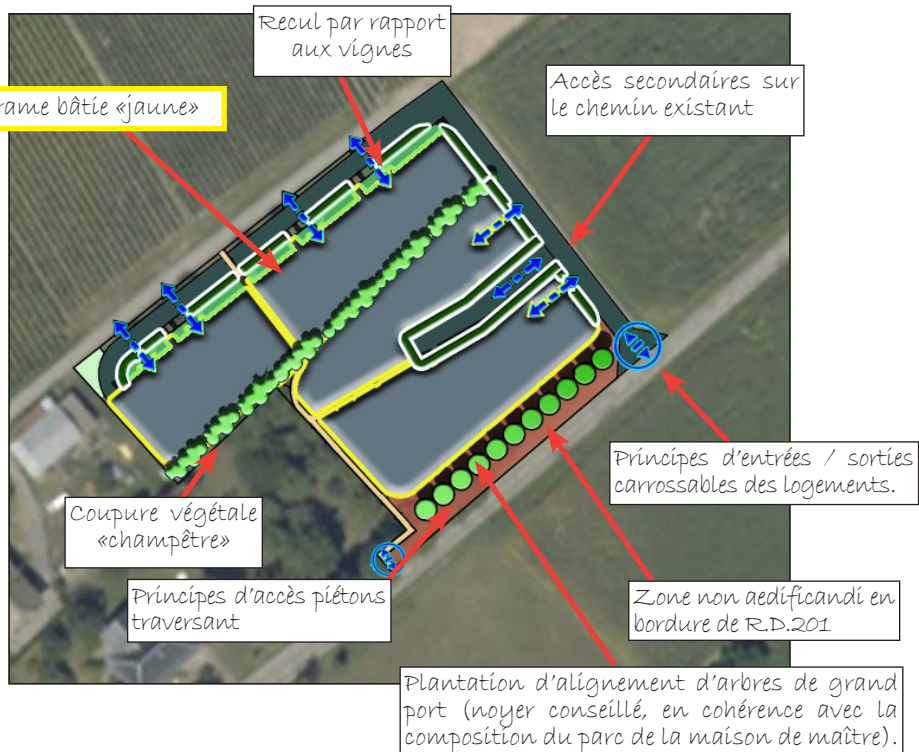 Recul par rapport
aux vignes
rame bâtie «jaune»
Accès secondaires sur
le chemin existant
Principes d'entrées / sorties
carrossables des logements.
Coupure végétale
«champêtre»
Principes d'accès piétons
traversant
Zone non aedificandi en
bordure de R.D.201
Plantation d'alignement d'arbres de grand
port (noyer conseillé, en cohérence avec la
composition du parc de la maison de maître).